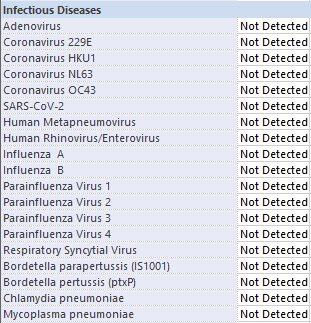 Infectious Diseases
Adenovirus Not Detected
Coronavirus 229E Not Detected
Coronavirus HKU1 Not Detected
Coronavirus NL63 Not Detected
Coronavirus OC43 Not Detected
SARS-CoV-2 Not Detected
Human Metapneumovirus Not Detected
Human Rhinovirus/Enterovirus Not Detected
Influenza A Not Detected
Influenza B Not Detected
Parainfluenza Virus 1 Not Detected
Parainfluenza Virus 2 Not Detected
Parainfluenza Virus 3 Not Detected
Parainfluenza Virus 4 Not Detected
Respiratory Syncytial Virus Not Detected
Bordetella parapertussis (IS1001) Not Detected
Bordetella pertussis (ptxP) Not Detected
Chlamydia pneumoniae Not Detected
Mycoplasma pneumoniae Not Detected